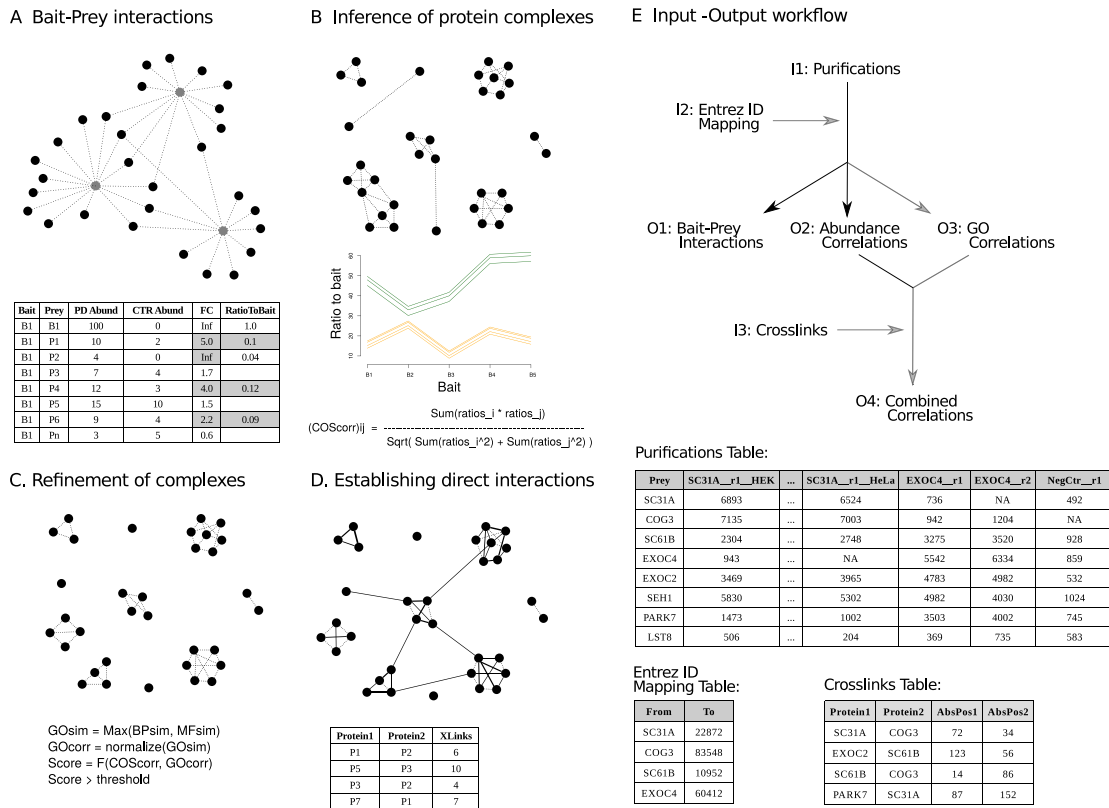 A Bait-Prey interactions
Bait Prey PD Abund CTR Abund FC RatioToBait
B1 B1 100 0 Inf 1.0
B1 P1 10 2 5.0 0.1
B1 P2 4 0 Inf 0.04
B1 P3 7 4 1.7
B1 P4 12 3 4.0 0.12
B1 P5 15 10 1.5
B1 P6 9 4 2.2 0.09
B1 Pn 3 5 0.6
B Inference of protein complexes
Ratio to bait
60
50
40
30
20
10
B1 B2 B3 B4 B5
Bait
Sum(ratios_i * ratios_j)
(COScorr)ij = ----------------------------------------
Sqrt( Sum(ratios_i^2) + Sum(ratios_j^2) )
C. Refinement of complexes
GOsim = Max(BPsim, MFsim)
GOcorr = normalize(GOsim)
Score = F(COScorr, GOcorr)
Score > threshold
D. Establishing direct interactions
Protein1 Protein2 XLinks
P1 P2 6
P5 P3 10
P3 P2 4
P7 P1 7
E Input -Output workflow
I1: Purifications
I2: Entrez ID
Mapping
O1: Bait-Prey
Interactions
O2: Abundance
Correlations
O3: GO
Correlations
I3: Crosslinks
O4: Combined
Correlations
Purifications Table:
Prey SC31A__r1__HEK ... SC31A__r1__HeLa EXOC4__r1 EXOC4__r2 NegCtr__r1
SC31A 6893 ... 6524 736 NA 492
COG3 7135 ... 7003 942 1204 NA
SC61B 2304 ... 2748 3275 3520 928
EXOC4 943 ... NA 5542 6334 859
EXOC2 3469 ... 3965 4783 4982 532
SEH1 5830 ... 5302 4982 4030 1024
PARK7 1473 ... 1002 3503 4002 745
LST8 506 ... 204 369 735 583
Entrez ID
Mapping Table:
From To
SC31A 22872
COG3 83548
SC61B 10952
EXOC4 60412
Crosslinks Table:
Protein1 Protein2 AbsPos1 AbsPos2
SC31A COG3 72 34
EXOC2 SC61B 123 56
SC61B COG3 14 86
PARK7 SC31A 87 152